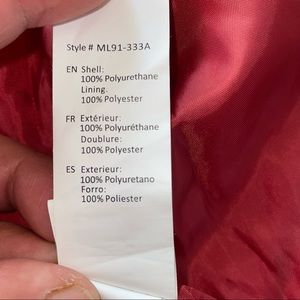 Style # ML91-333A
EN Shell:
100% Polyurethane
Lining.
100% Polyester
FR Extérieur:
100% Polyuréthane
Doublure:
100% Polyester
ES Exterieur:
100% Poliuretano
Forro:
100% Poliester